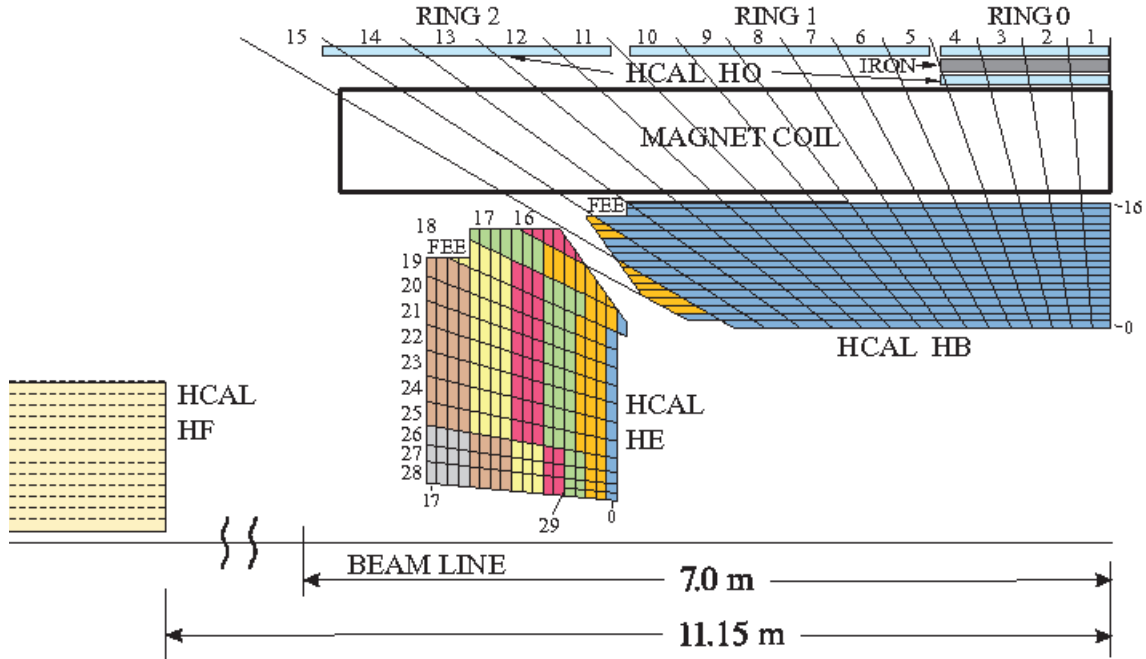 RING 2 RING 1 RING 0
15 14 13 12 11 10 9 8 7 6 5 4 3 2 1
HCAL HO IRON
MAGNET COIL
FEE 16
18 17 16
FEE
19
20
21
22
23
24
25
26
27
28
17 29 0
0
HCAL HB
HCAL
HE
HCAL
HF
BEAM LINE
7.0 m
11.15 m